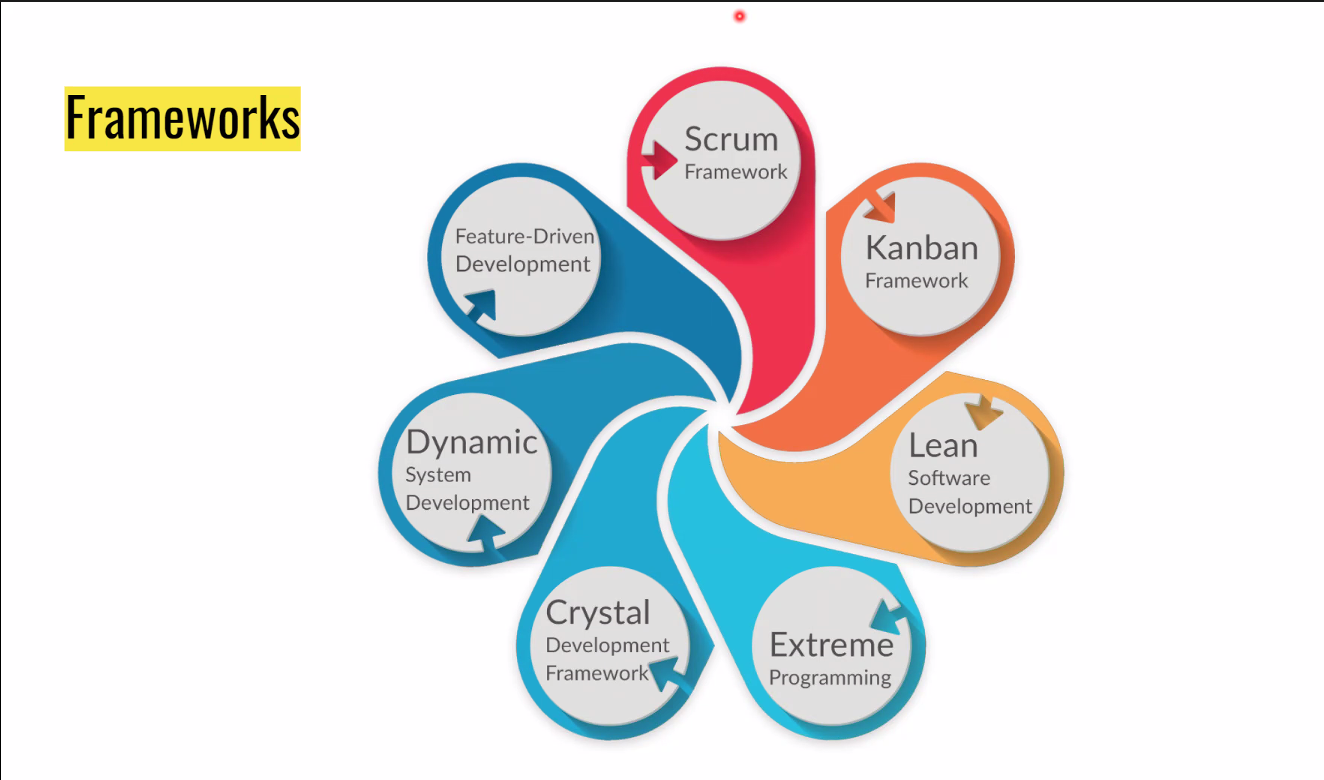 Frameworks
Scrum
Framework
Kanban
Framework
Lean
Software
Development
Extreme
Programming
Crystal
Development
Framework
Dynamic
System
Development
Feature-Driven
Development